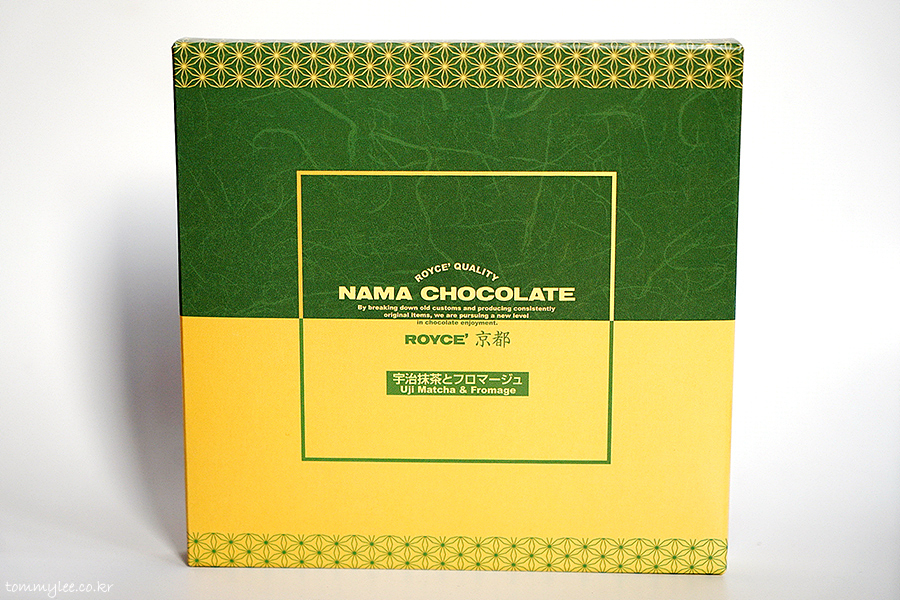 ROYCE' QUALITY
NAMA CHOCOLATE
By breaking down old customs and producing consistently
original items, we are pursuing a new level
in chocolate enjoyment.
ROYCE' 京都
宇治抹茶とフロマージュ
Uji Matcha & Fromage
tommylee.co.kr